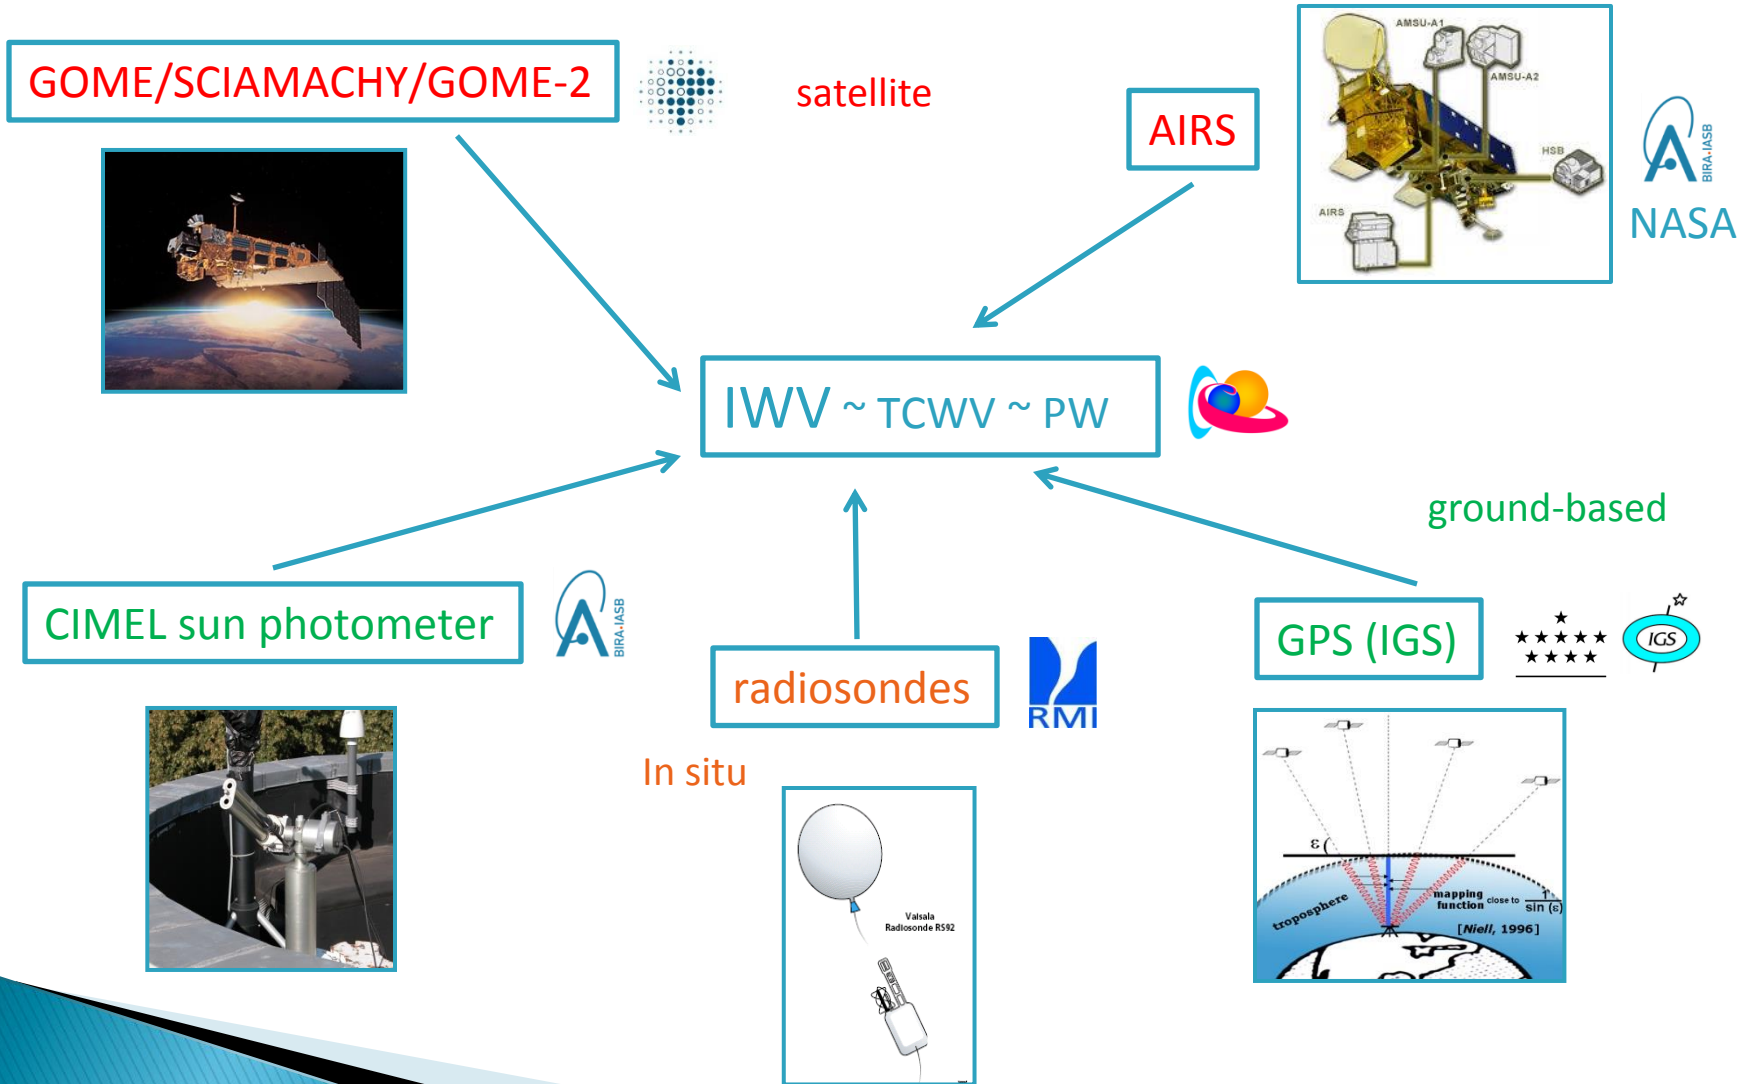 GOME/SCIAMACHY/GOME-2
satellite
AIRS
AMSU-A1
AMSU-A2
HSB
AIRS
BIRA-IASB
NASA
IWV ~ TCWV ~ PW
ground-based
CIMEL sun photometer
BIRA-IASB
radiosondes
RMI
GPS (IGS)
IGS
In situ
Vaisala
Radiosonde RS92
ε(
troposphere
mapping function close to 1/sin (ε)
[Niell, 1996]